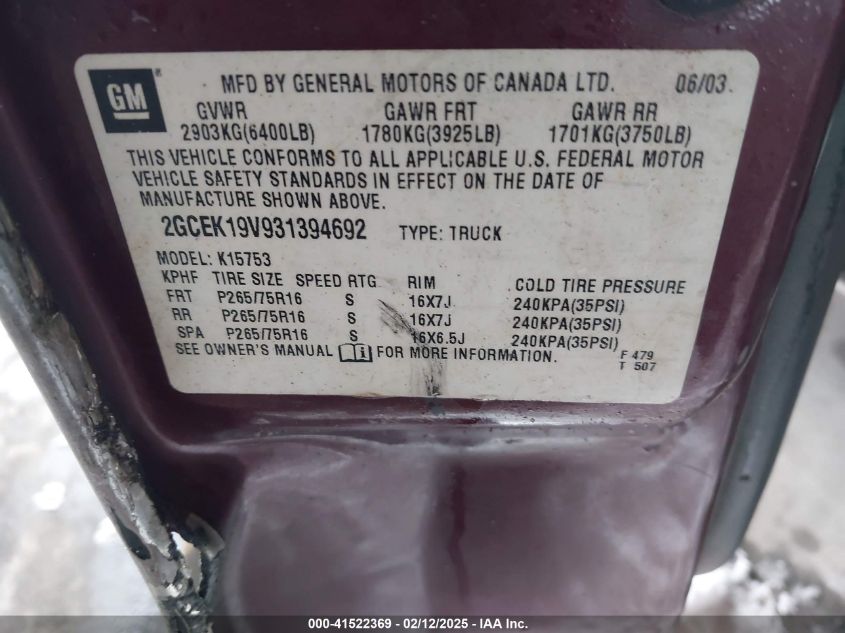 GM MFD BY GENERAL MOTORS OF CANADA LTD. 06/03
GVWR GAWR FRT GAWR RR
2903KG(6400LB) 1780KG(3925LB) 1701KG(3750LB)
THIS VEHICLE CONFORMS TO ALL APPLICABLE U.S. FEDERAL MOTOR
VEHICLE SAFETY STANDARDS IN EFFECT ON THE DATE OF
MANUFACTURE SHOWN ABOVE.
2GCEK19V931394692 TYPE: TRUCK
MODEL: K15753
KPHF TIRE SIZE SPEED RTG RIM COLD TIRE PRESSURE
FRT P265/75R16 S 16X7J 240KPA(35PSI)
RR P265/75R16 S 16X7J 240KPA(35PSI)
SPA P265/75R16 S 16X6.5J 240KPA(35PSI)
SEE OWNER'S MANUAL FOR MORE INFORMATION.
F 479
T 507
000-41522369 - 02/12/2025 - IAA Inc.